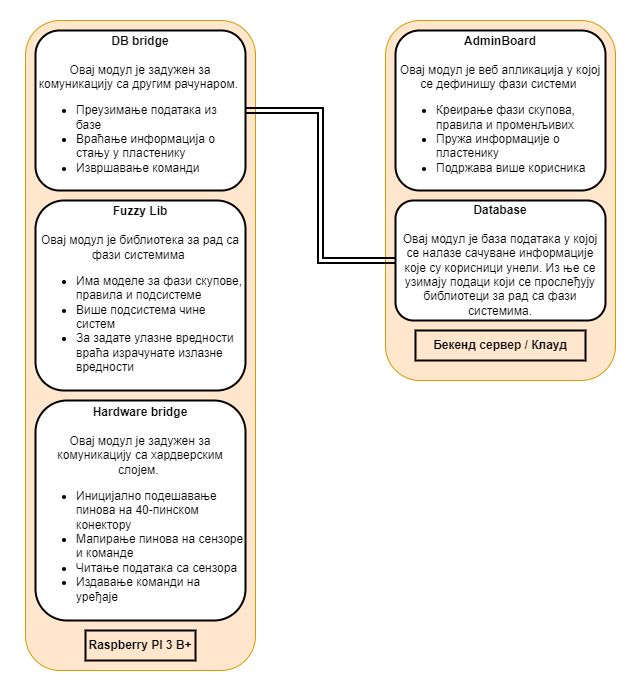 DB bridge
Овај модул је задужен за
комуникацију са другим рачунаром.
Преузимање података из
базе
Враћање информација о
стању у пластенику
Извршавање команди
Fuzzy Lib
Овај модул је библиотека за рад са
фази системима
Има моделе за фази скупове,
правила и подсистеме
Више подсистема чине
систем
За задате улазне вредности
враћа израчунате излазне
вредности
Hardware bridge
Овај модул је задужен за
комуникацију са хардверским
слојем.
Иницијално подешавање
пинова на 40-пинском
конектору
Мапирање пинова на сензоре
и команде
Читање података са сензора
Издавање команди на
уређаје
Raspberry PI 3 B+
AdminBoard
Овај модул је веб апликација у којој
се дефинишу фази системи
Креирање фази скупова,
правила и променљивих
Пружа информације о
пластенику
Подржава више корисника
Database
Овај модул је база података у којој
се налазе сачуване информације
које су корисници унели. Из ње се
узимају подаци који се прослеђују
библиотеци за рад са фази
системима.
Бекенд сервер / Клауд